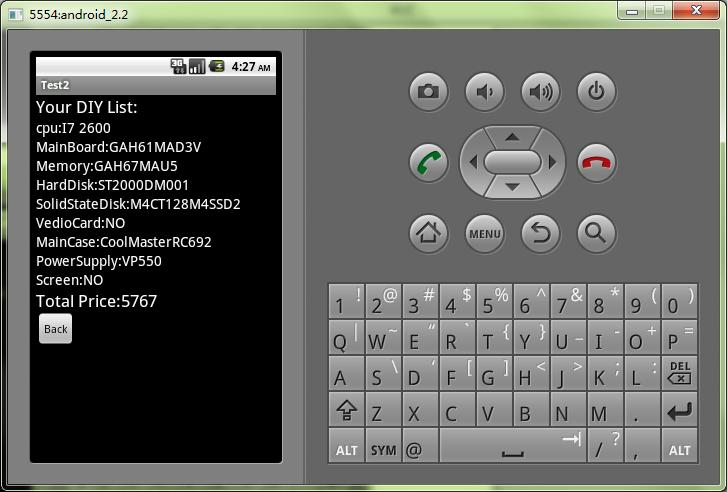 5554:android_2.2
3G
4:27 AM
Test2
Your DIY List:
cpu:I7 2600
MainBoard:GAH61MAD3V
Memory:GAH67MAU5
HardDisk:ST2000DM001
SolidStateDisk:M4CT128M4SSD2
VedioCard:NO
MainCase:CoolMasterRC692
PowerSupply:VP550
Screen:NO
Total Price:5767
Back
MENU
1 ! 2 @ 3 # 4 $ 5 % 6 ^ 7 & 8 * 9 ( 0 )
Q | W ~ E " R ` T { Y } U _ I - O + P =
A S \ D ' F [ G ] H < J > K ; L : DEL
Z X C V B N M .
ALT SYM @ / ? , ALT